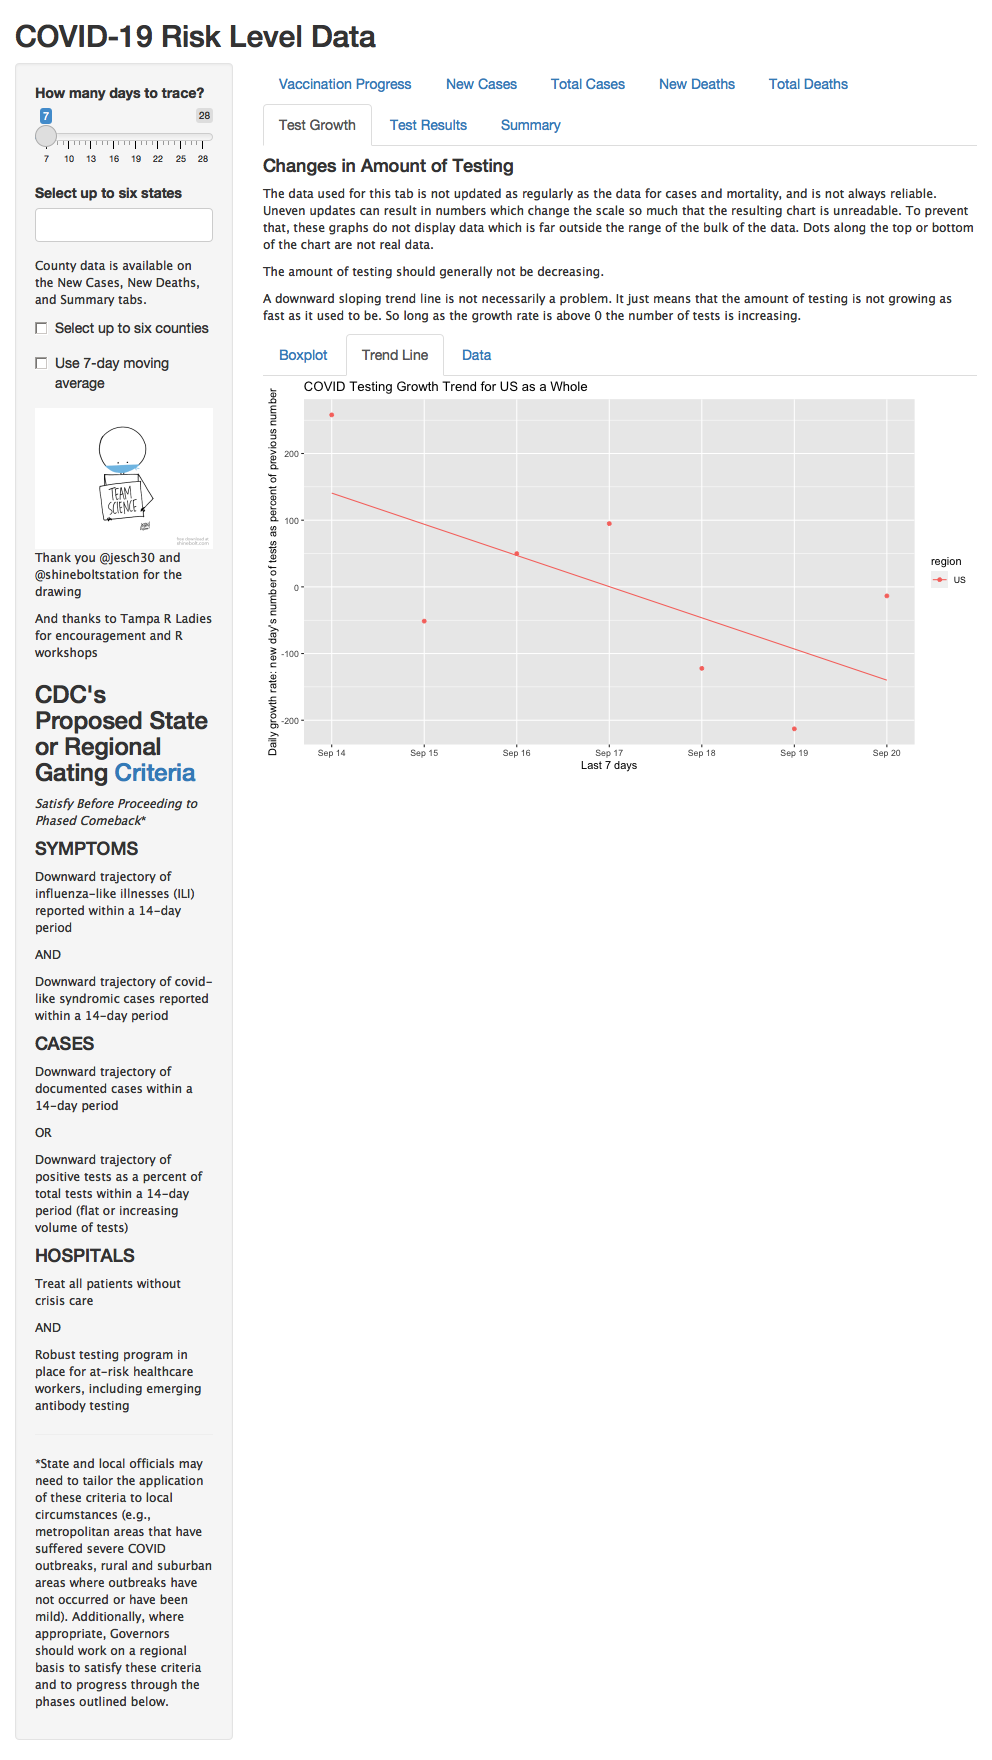 COVID-19 Risk Level Data
How many days to trace?
7
28
7 10 13 16 19 22 25 28
Select up to six states
County data is available on
the New Cases, New Deaths,
and Summary tabs.
Select up to six counties
Use 7-day moving
average
TEAM
SCIENCE
Thank you @jesch30 and
@shineboltstation for the
drawing
And thanks to Tampa R Ladies
for encouragement and R
workshops
CDC's
Proposed State
or Regional
Gating Criteria
Satisfy Before Proceeding to
Phased Comeback*
SYMPTOMS
Downward trajectory of
influenza-like illnesses (ILI)
reported within a 14-day
period
AND
Downward trajectory of covid-
like syndromic cases reported
within a 14-day period
CASES
Downward trajectory of
documented cases within a
14-day period
OR
Downward trajectory of
positive tests as a percent of
total tests within a 14-day
period (flat or increasing
volume of tests)
HOSPITALS
Treat all patients without
crisis care
AND
Robust testing program in
place for at-risk healthcare
workers, including emerging
antibody testing
*State and local officials may
need to tailor the application
of these criteria to local
circumstances (e.g.,
metropolitan areas that have
suffered severe COVID
outbreaks, rural and suburban
areas where outbreaks have
not occurred or have been
mild). Additionally, where
appropriate, Governors
should work on a regional
basis to satisfy these criteria
and to progress through the
phases outlined below.
Vaccination Progress New Cases Total Cases New Deaths Total Deaths
Test Growth Test Results Summary
Changes in Amount of Testing
The data used for this tab is not updated as regularly as the data for cases and mortality, and is not always reliable.
Uneven updates can result in numbers which change the scale so much that the resulting chart is unreadable. To prevent
that, these graphs do not display data which is far outside the range of the bulk of the data. Dots along the top or bottom
of the chart are not real data.
The amount of testing should generally not be decreasing.
A downward sloping trend line is not necessarily a problem. It just means that the amount of testing is not growing as
fast as it used to be. So long as the growth rate is above 0 the number of tests is increasing.
Boxplot Trend Line Data
COVID Testing Growth Trend for US as a Whole
Daily growth rate: new day's number of tests as percent of previous number
200
100
0
-100
-200
Sep 14 Sep 15 Sep 16 Sep 17 Sep 18 Sep 19 Sep 20
Last 7 days
region
US